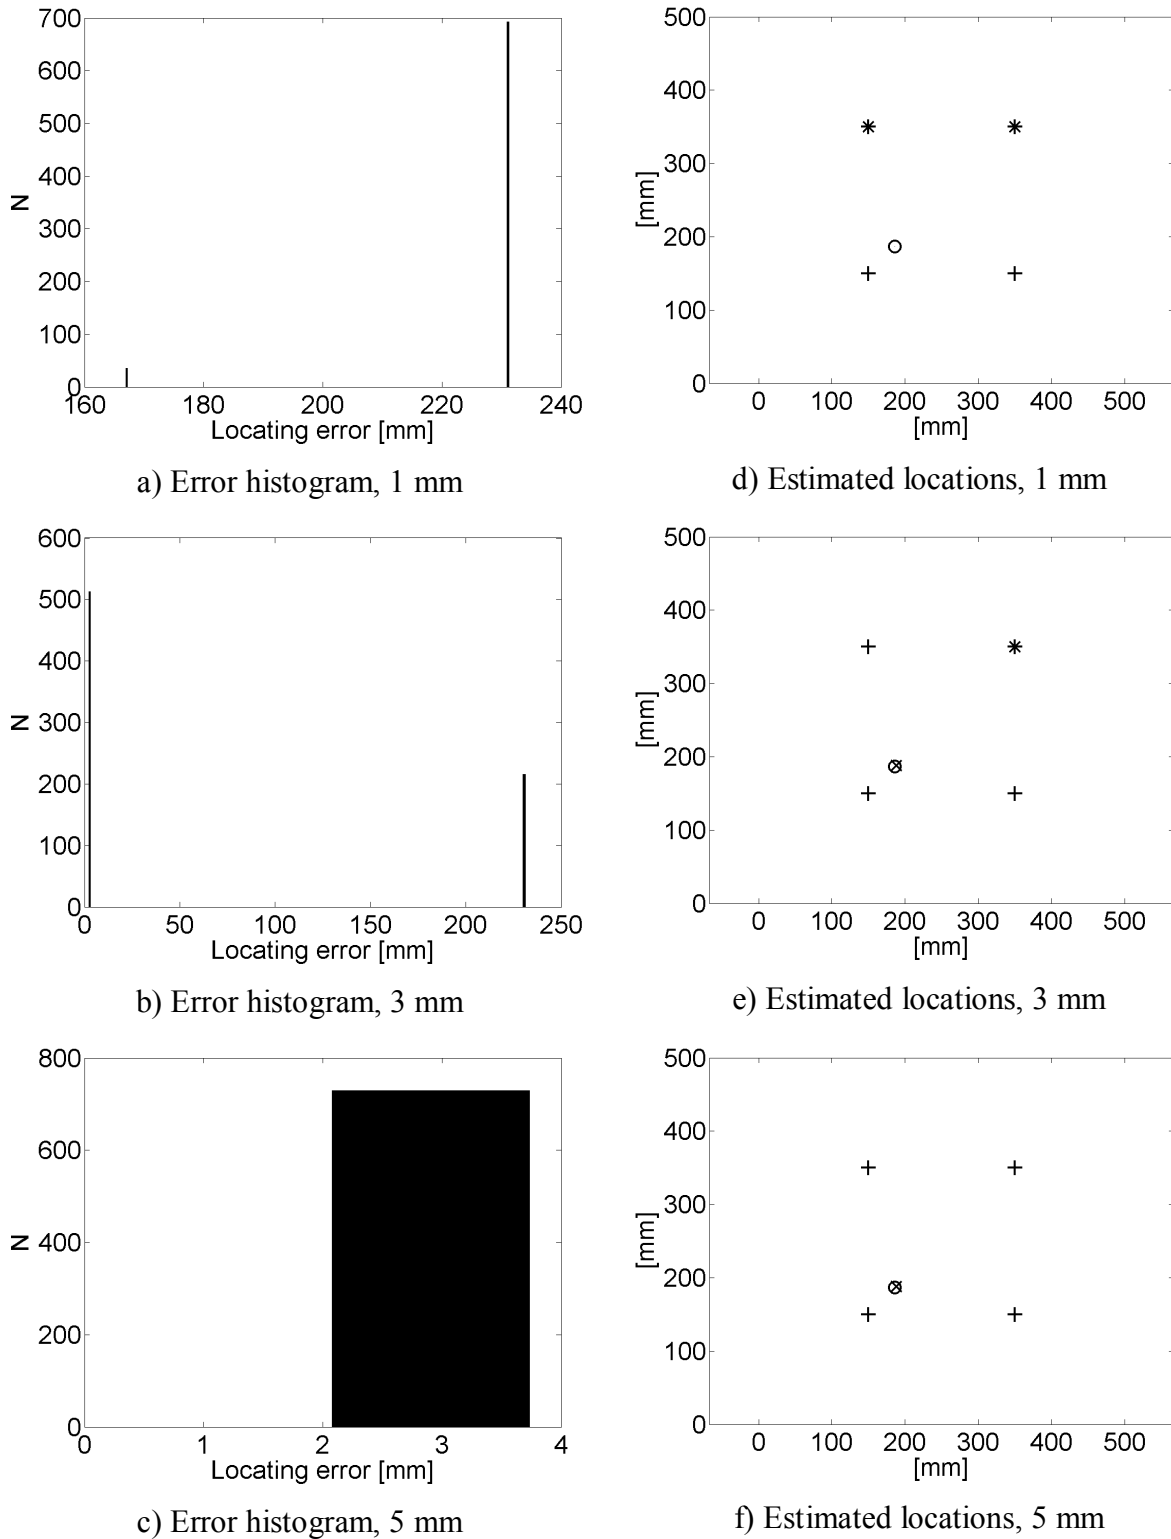 700
600
500
400
300
200
100
0
N
160 180 200 220 240
Locating error [mm]
a) Error histogram, 1 mm
500
400
300
200
100
0
[mm]
0 100 200 300 400 500
[mm]
d) Estimated locations, 1 mm
600
500
400
300
200
100
0
N
0 50 100 150 200 250
Locating error [mm]
b) Error histogram, 3 mm
500
400
300
200
100
0
[mm]
0 100 200 300 400 500
[mm]
e) Estimated locations, 3 mm
800
600
400
200
0
N
0 1 2 3 4
Locating error [mm]
c) Error histogram, 5 mm
500
400
300
200
100
0
[mm]
0 100 200 300 400 500
[mm]
f) Estimated locations, 5 mm